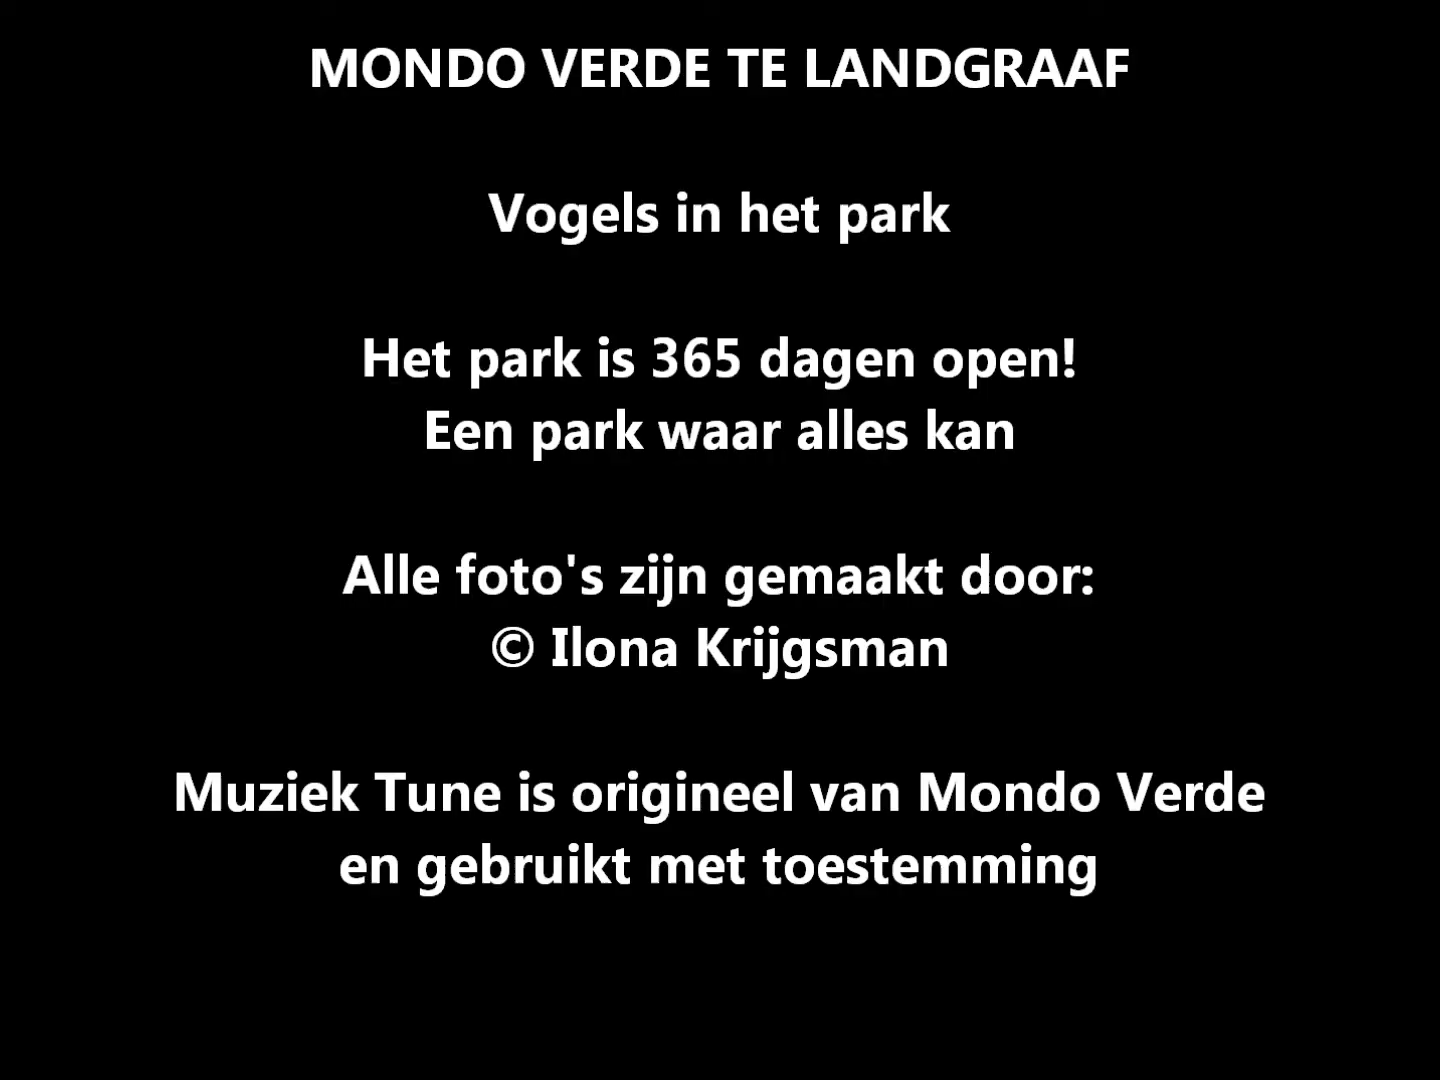 MONDO VERDE TE LANDGRAAF
Vogels in het park
Het park is 365 dagen open!
Een park waar alles kan
Alle foto's zijn gemaakt door:
© Ilona Krijgsman
Muziek Tune is origineel van Mondo Verde
en gebruikt met toestemming